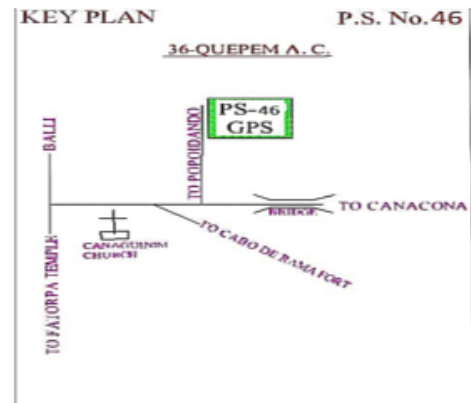 KEY PLAN
P.S. No.46
36-QUEPEM A. C.
PS-46
GPS
BALLI
TO POPOIDANDO
BRIDGE
TO CANACONA
CANAGUINIM
CHURCH
TO CABO DE RAMA FORT
TO FATORPA TEMPLE